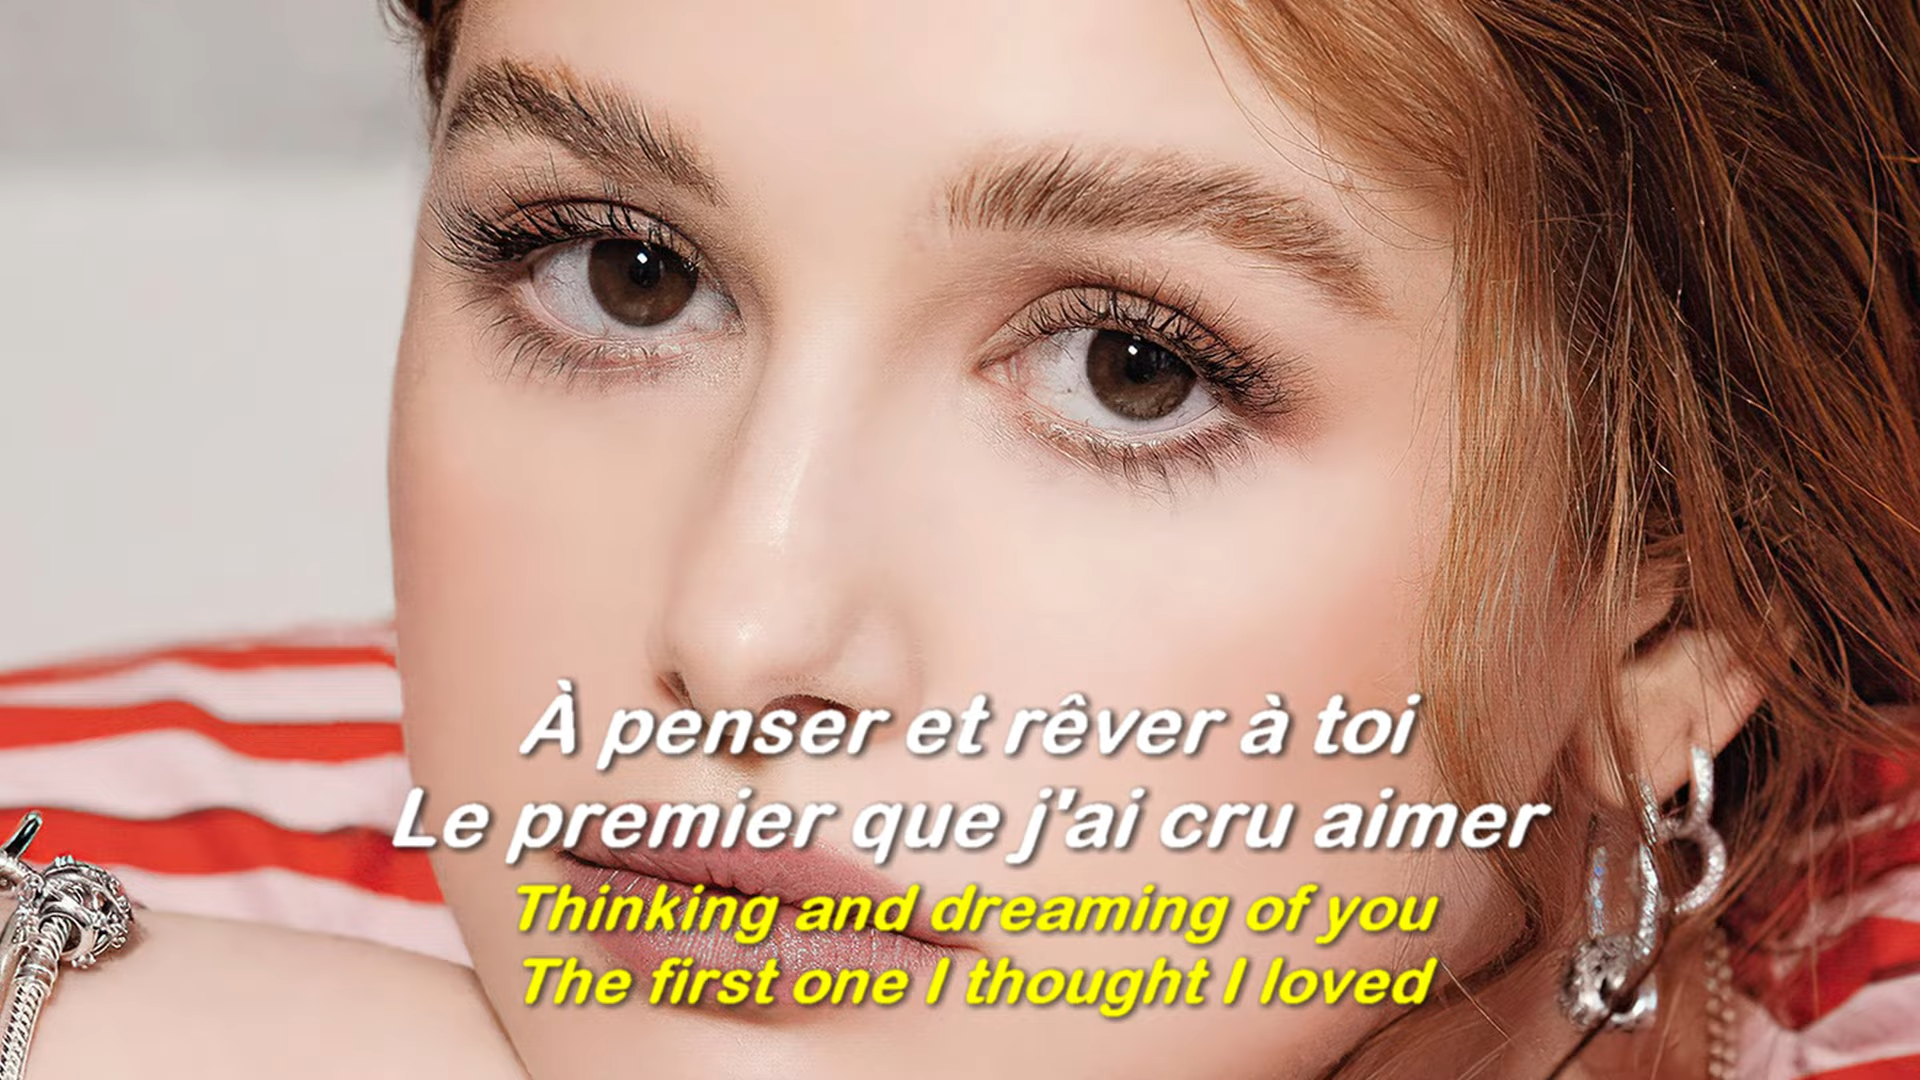 À penser et rêver à toi
Le premier que j'ai cru aimer
Thinking and dreaming of you
The first one I thought I loved